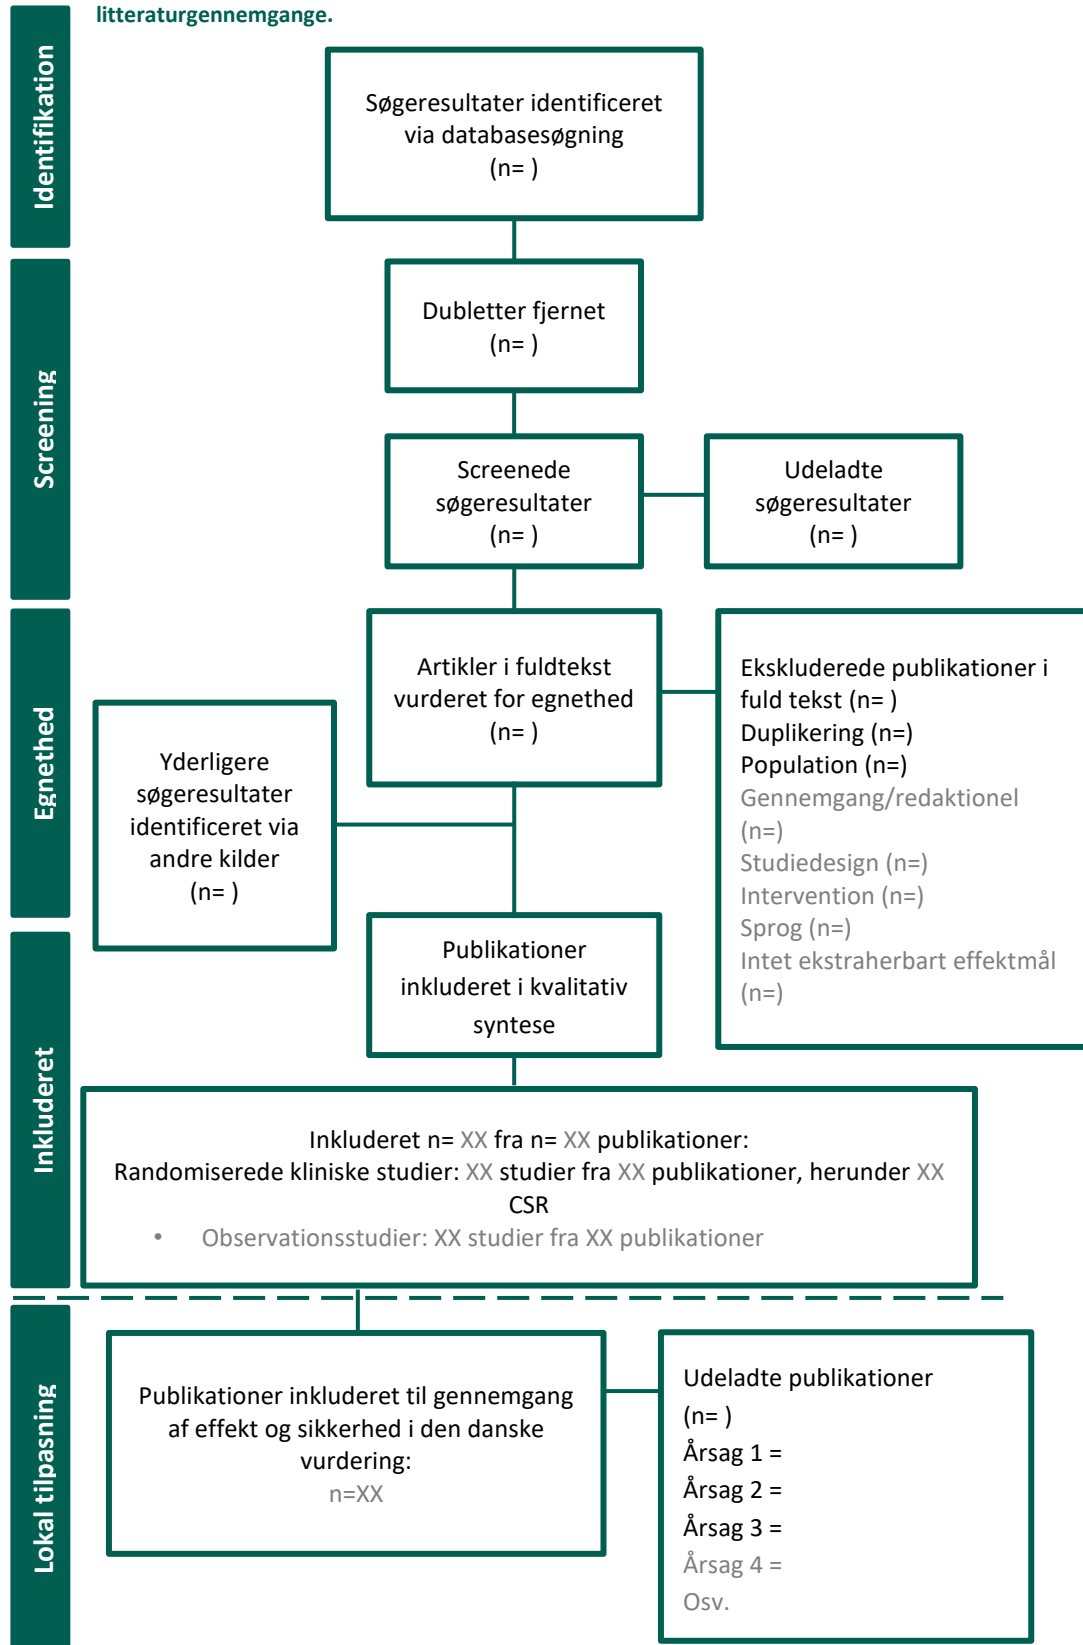 litteraturgennemgange.
Identifikation
Søgeresultater identificeret
via databasesøgning
(n= )
Screening
Dubletter fjernet
(n= )
Screenede
søgeresultater
(n= )
Udeladte
søgeresultater
(n= )
Egnethed
Artikler i fuldtekst
vurderet for egnethed
(n= )
Ekskluderede publikationer i
fuld tekst (n= )
Duplikering (n=)
Population (n=)
Gennemgang/redaktionel
(n=)
Studiedesign (n=)
Intervention (n=)
Sprog (n=)
Intet ekstraherbart effektmål
(n=)
Yderligere
søgeresultater
identificeret via
andre kilder
(n= )
Inkluderet
Publikationer
inkluderet i kvalitativ
syntese
Inkluderet n= XX fra n= XX publikationer:
Randomiserede kliniske studier: XX studier fra XX publikationer, herunder XX
CSR
• Observationsstudier: XX studier fra XX publikationer
Lokal tilpasning
Publikationer inkluderet til gennemgang
af effekt og sikkerhed i den danske
vurdering:
n=XX
Udeladte publikationer
(n= )
Årsag 1 =
Årsag 2 =
Årsag 3 =
Årsag 4 =
Osv.